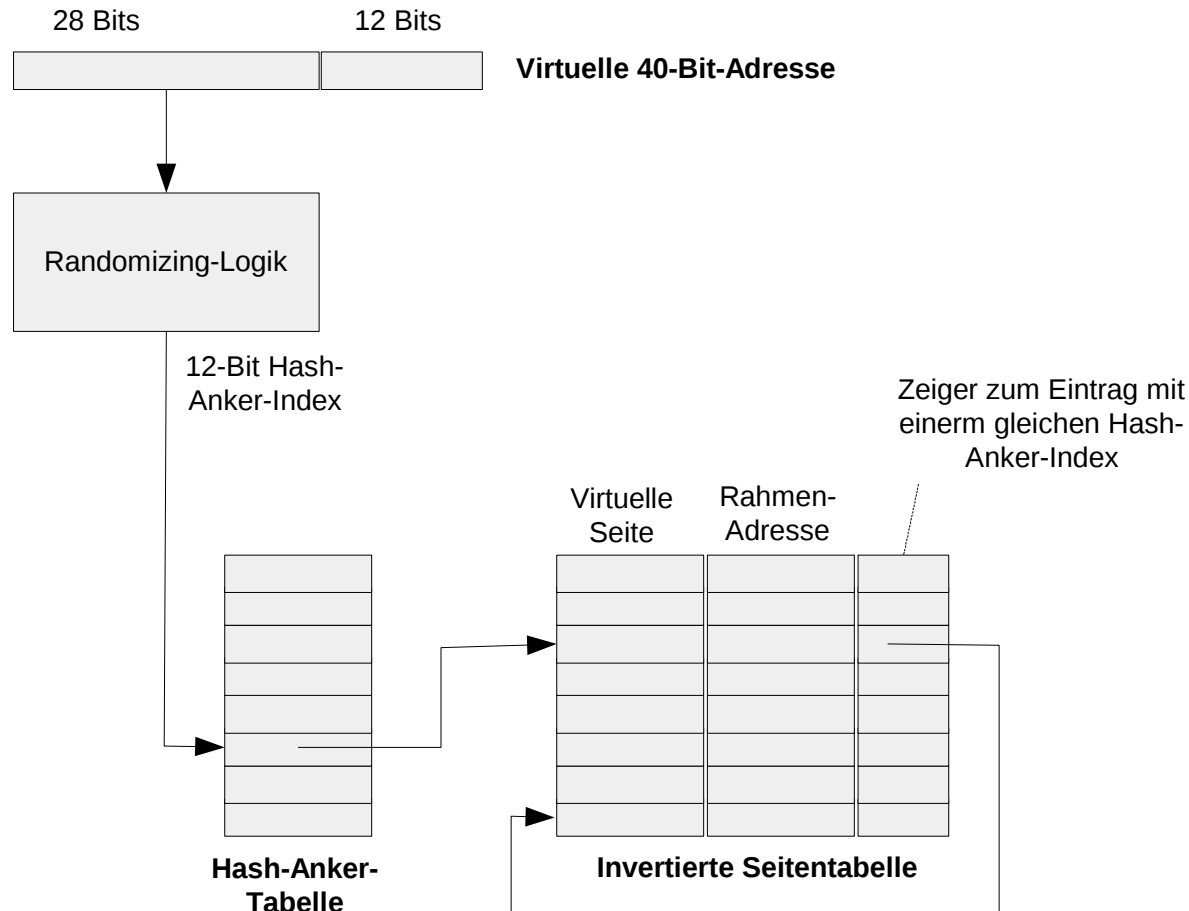 28 Bits
12 Bits
Virtuelle 40-Bit-Adresse
Randomizing-Logik
12-Bit Hash-
Anker-Index
Zeiger zum Eintrag mit
einerm gleichen Hash-
Anker-Index
Virtuelle
Seite
Rahmen-
Adresse
Hash-Anker-
Tabelle
Invertierte Seitentabelle